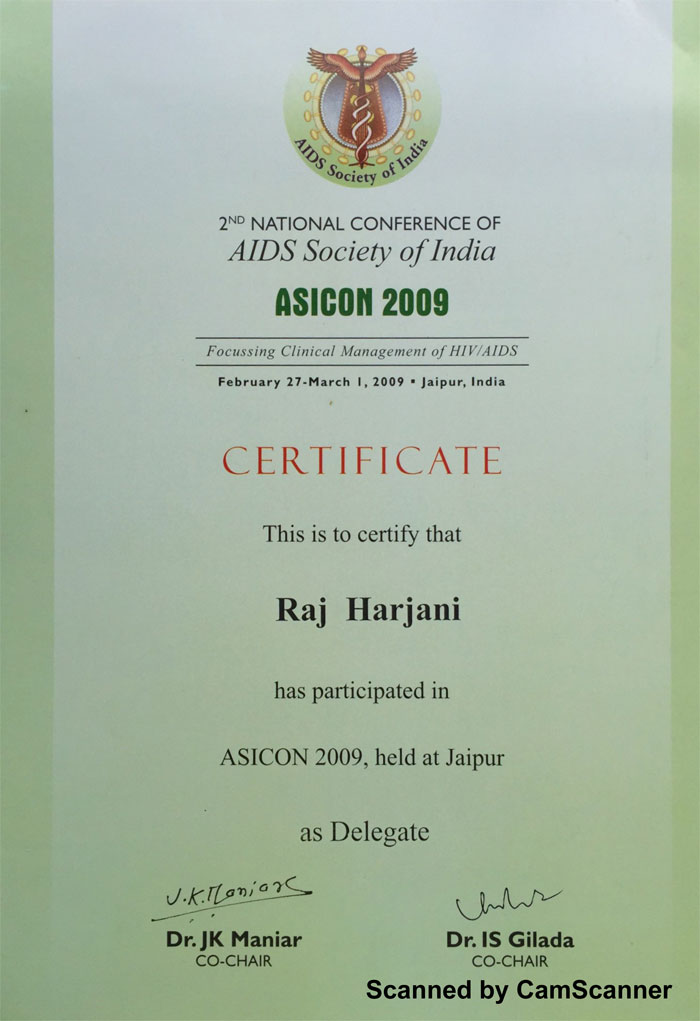 AIDS Society of India
2ND NATIONAL CONFERENCE OF
AIDS Society of India
ASICON 2009
Focussing Clinical Management of HIV/AIDS
February 27-March 1, 2009 ▪ Jaipur, India
CERTIFICATE
This is to certify that
Raj Harjani
has participated in
ASICON 2009, held at Jaipur
as Delegate
J.K.Maniar
Dr. JK Maniar Dr. IS Gilada
CO-CHAIR CO-CHAIR
Scanned by CamScanner